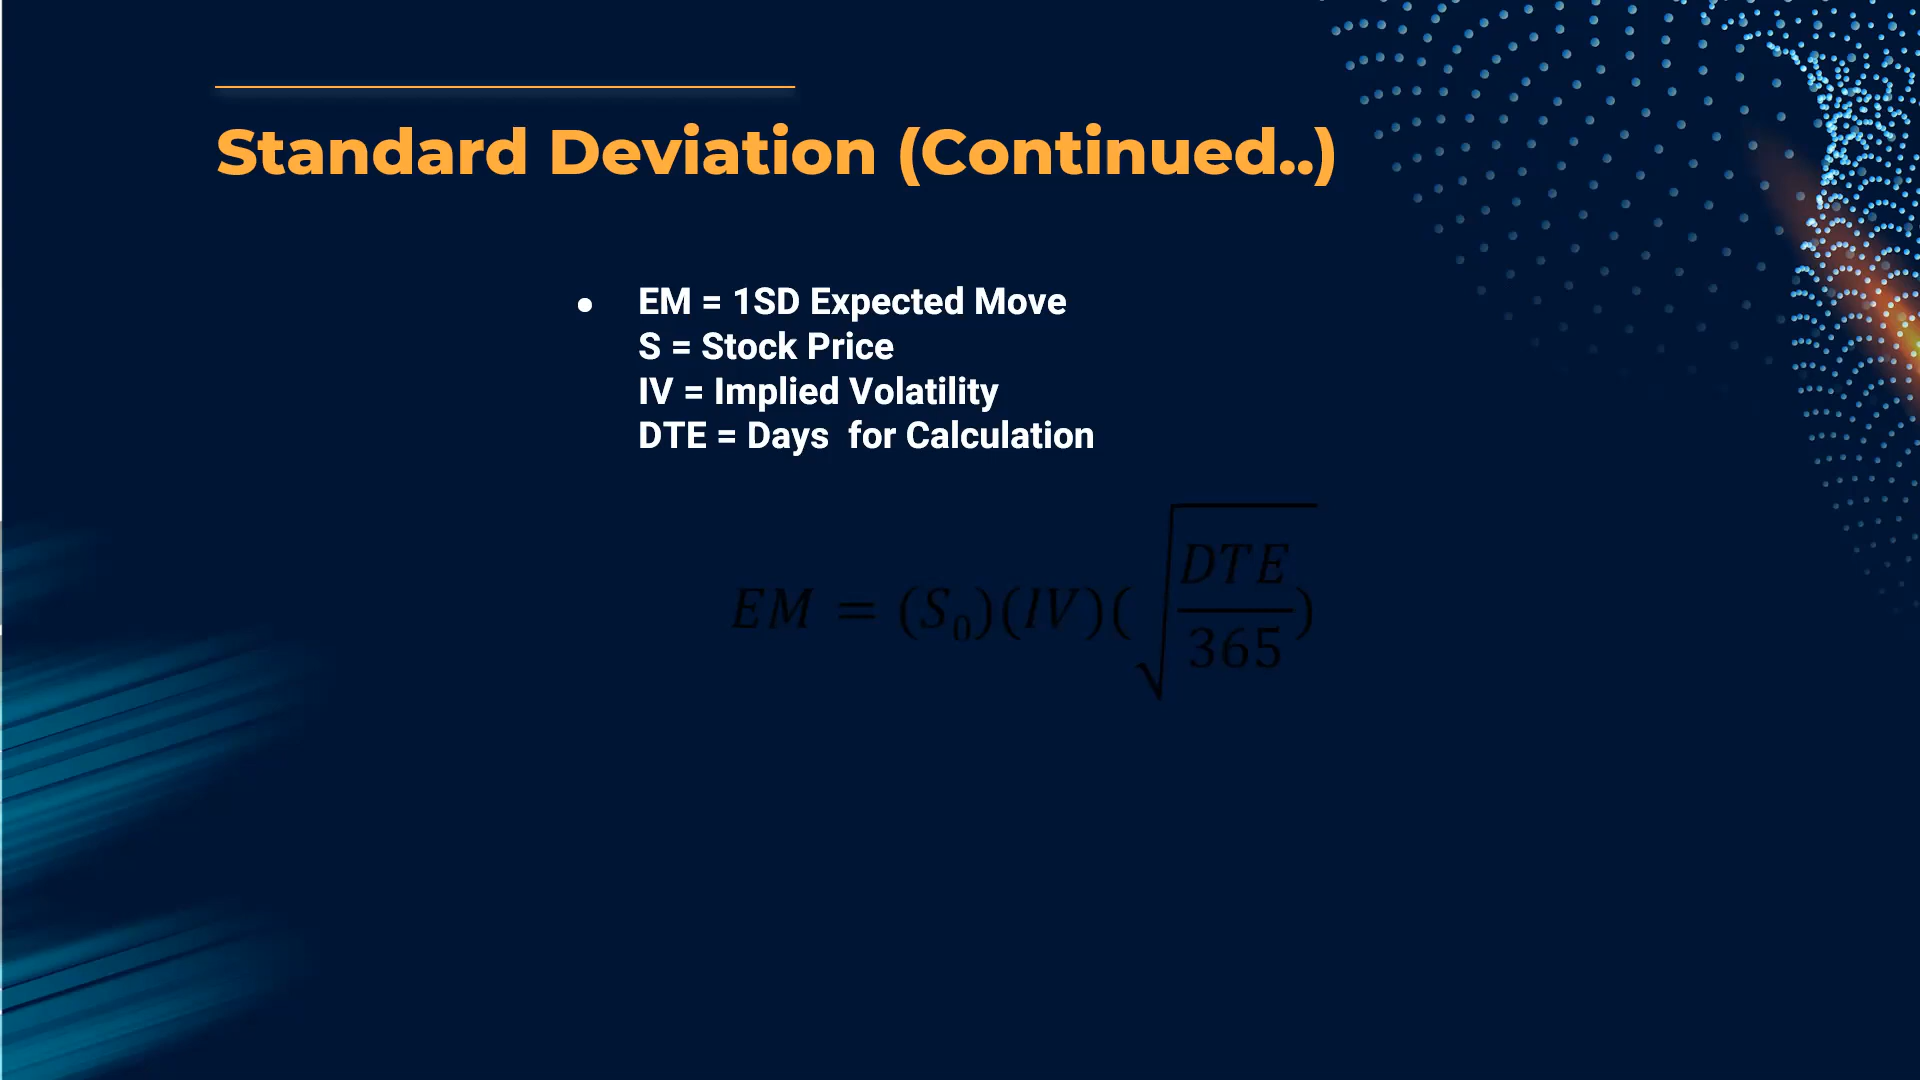 Standard Deviation (Continued..)
● EM = 1SD Expected Move
S = Stock Price
IV = Implied Volatility
DTE = Days  for Calculation
EM = (S₀)(IV)(√(DTE/365))